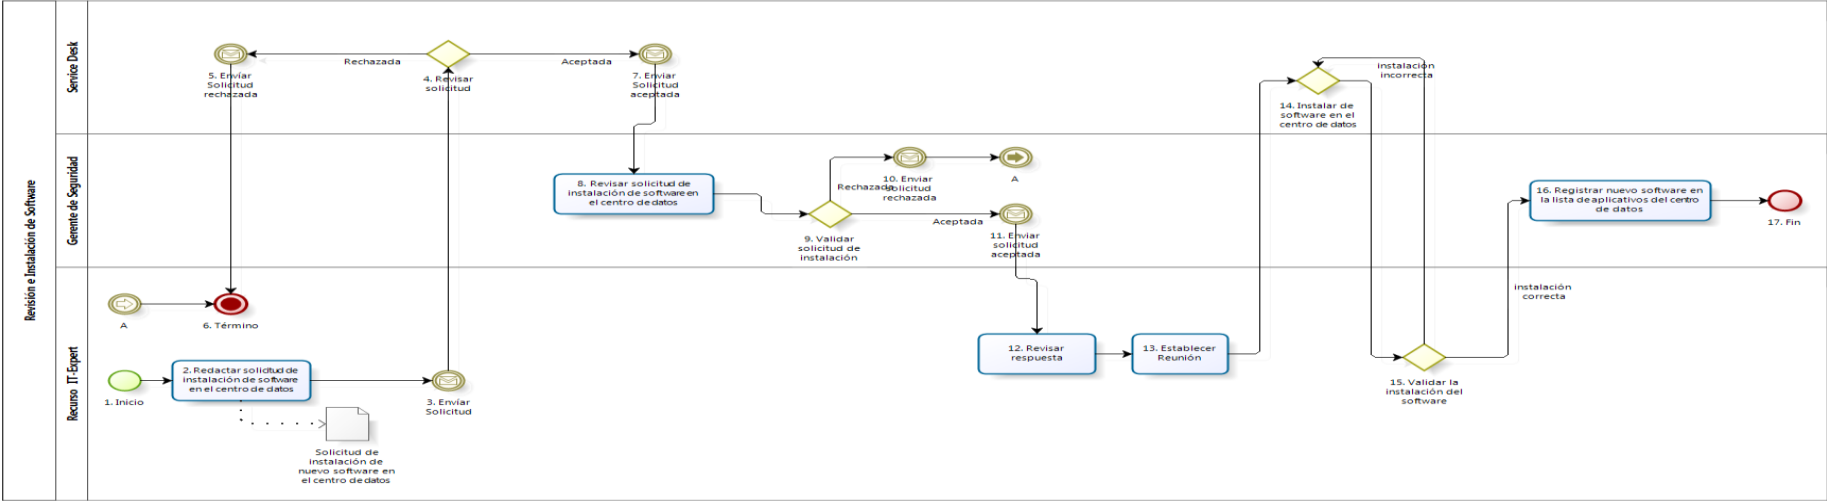 Revisión e Instalación de Software
Service Desk
5. Envíar
Solicitud
rechazada
Rechazada
4. Revisar
solicitud
Aceptada
7. Enviar
Solicitud
aceptada
14. Instalar de
software en el
centro de datos
instalación
incorrecta
Gerente de Seguridad
8. Revisar solicitud de
instalación de software en
el centro de datos
9. Validar
solicitud de
instalación
Rechazada
10. Enviar
solicitud
rechazada
A
Aceptada
11. Enviar
solicitud
aceptada
16. Registrar nuevo software en
la lista de aplicativos del centro
de datos
17. Fin
Recurso IT-Expert
A
6. Término
1. Inicio
2. Redactar solicitud de
instalación de software
en el centro de datos
3. Envíar
Solicitud
Solicitud de
instalación de
nuevo software en
el centro de datos
12. Revisar
respuesta
13. Establecer
Reunión
15. Validar la
instalación del
software
instalación
correcta